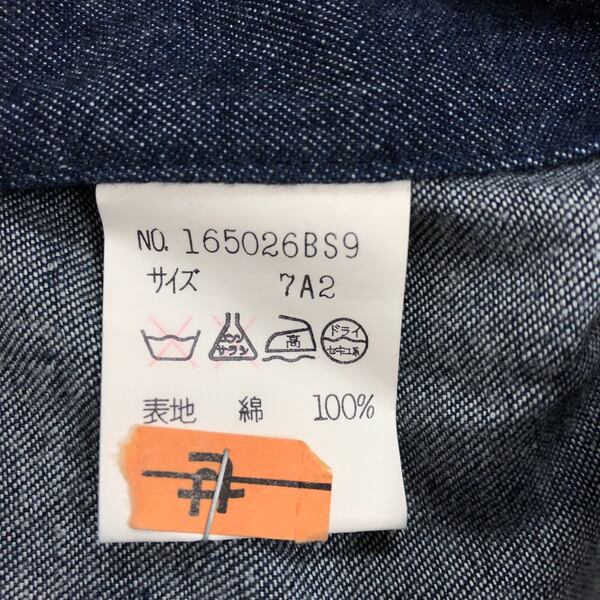 NO. 165026BS9
サイズ 7A2
エンソ サラシ 高 ドライ セキユ系
表地 綿 100%